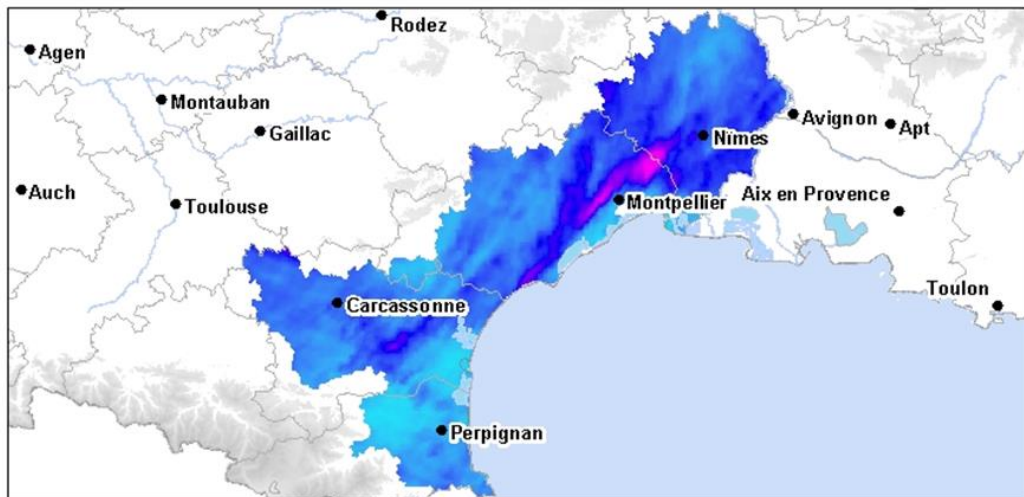 Rodez
Agen
Montauban
Gaillac
Avignon
Apt
Nîmes
Auch
Toulouse
Montpellier
Aix en Provence
Carcassonne
Toulon
Perpignan